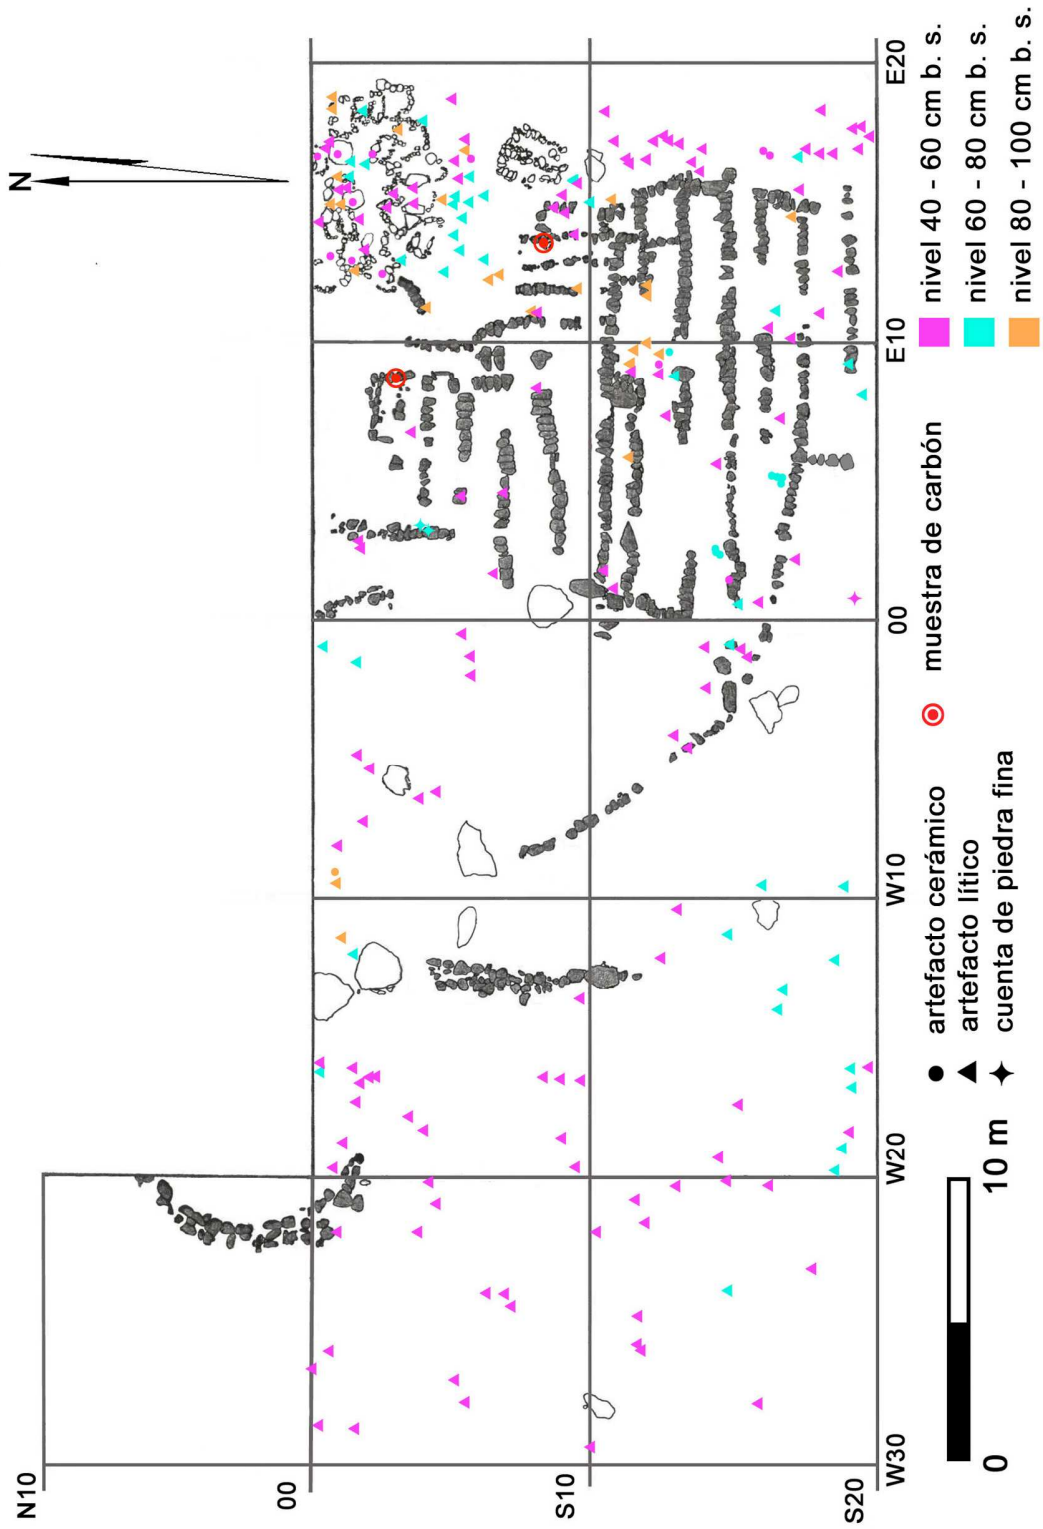 N
N10
00
S10
S20
W30
W20
W10
00
E10
E20
0
10 m
artefacto cerámico
artefacto lítico
cuenta de piedra fina
muestra de carbón
nivel 40 - 60 cm b. s.
nivel 60 - 80 cm b. s.
nivel 80 - 100 cm b. s.